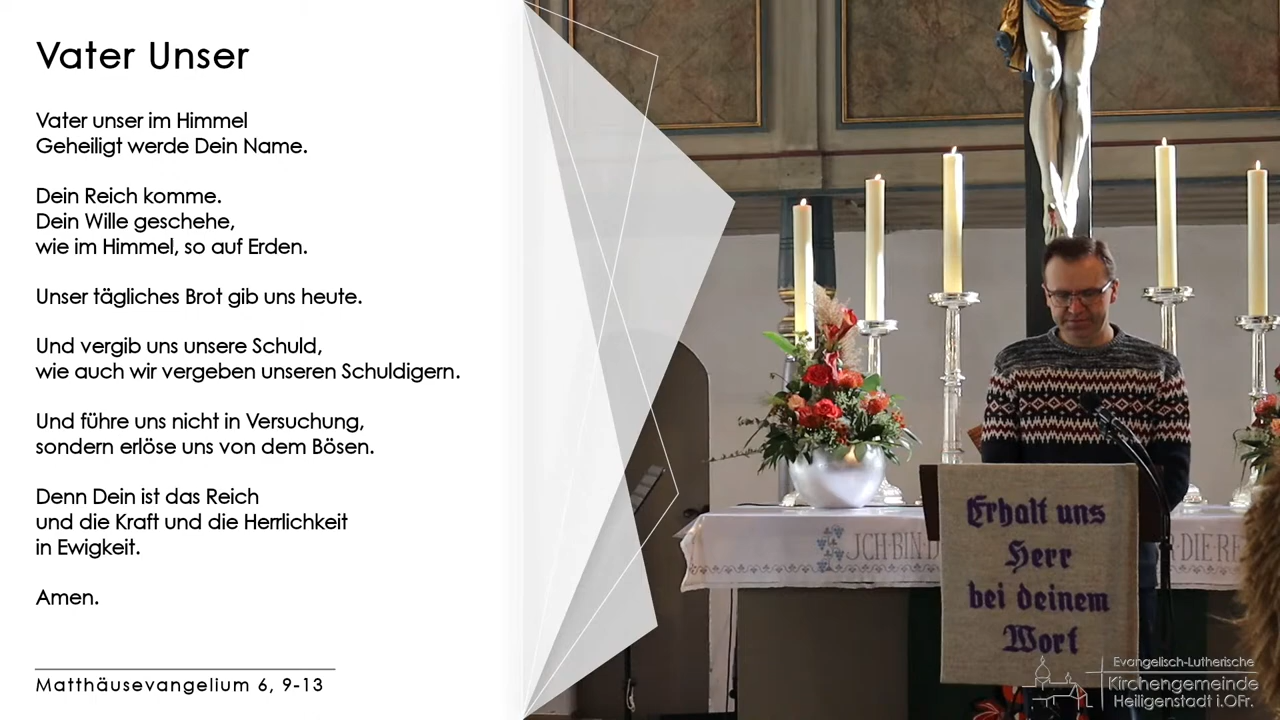 Vater Unser
Vater unser im Himmel
Geheiligt werde Dein Name.
Dein Reich komme.
Dein Wille geschehe,
wie im Himmel, so auf Erden.
Unser tägliches Brot gib uns heute.
Und vergib uns unsere Schuld,
wie auch wir vergeben unseren Schuldigern.
Und führe uns nicht in Versuchung,
sondern erlöse uns von dem Bösen.
Denn Dein ist das Reich
und die Kraft und die Herrlichkeit
in Ewigkeit.
Amen.
Matthäusevangelium 6, 9-13
JCH·BIN
DIE·RE
Erhalt uns
Herr
bei deinem
Wort
Evangelisch-Lutherische
Kirchengemeinde
Heiligenstadt i.OFr.